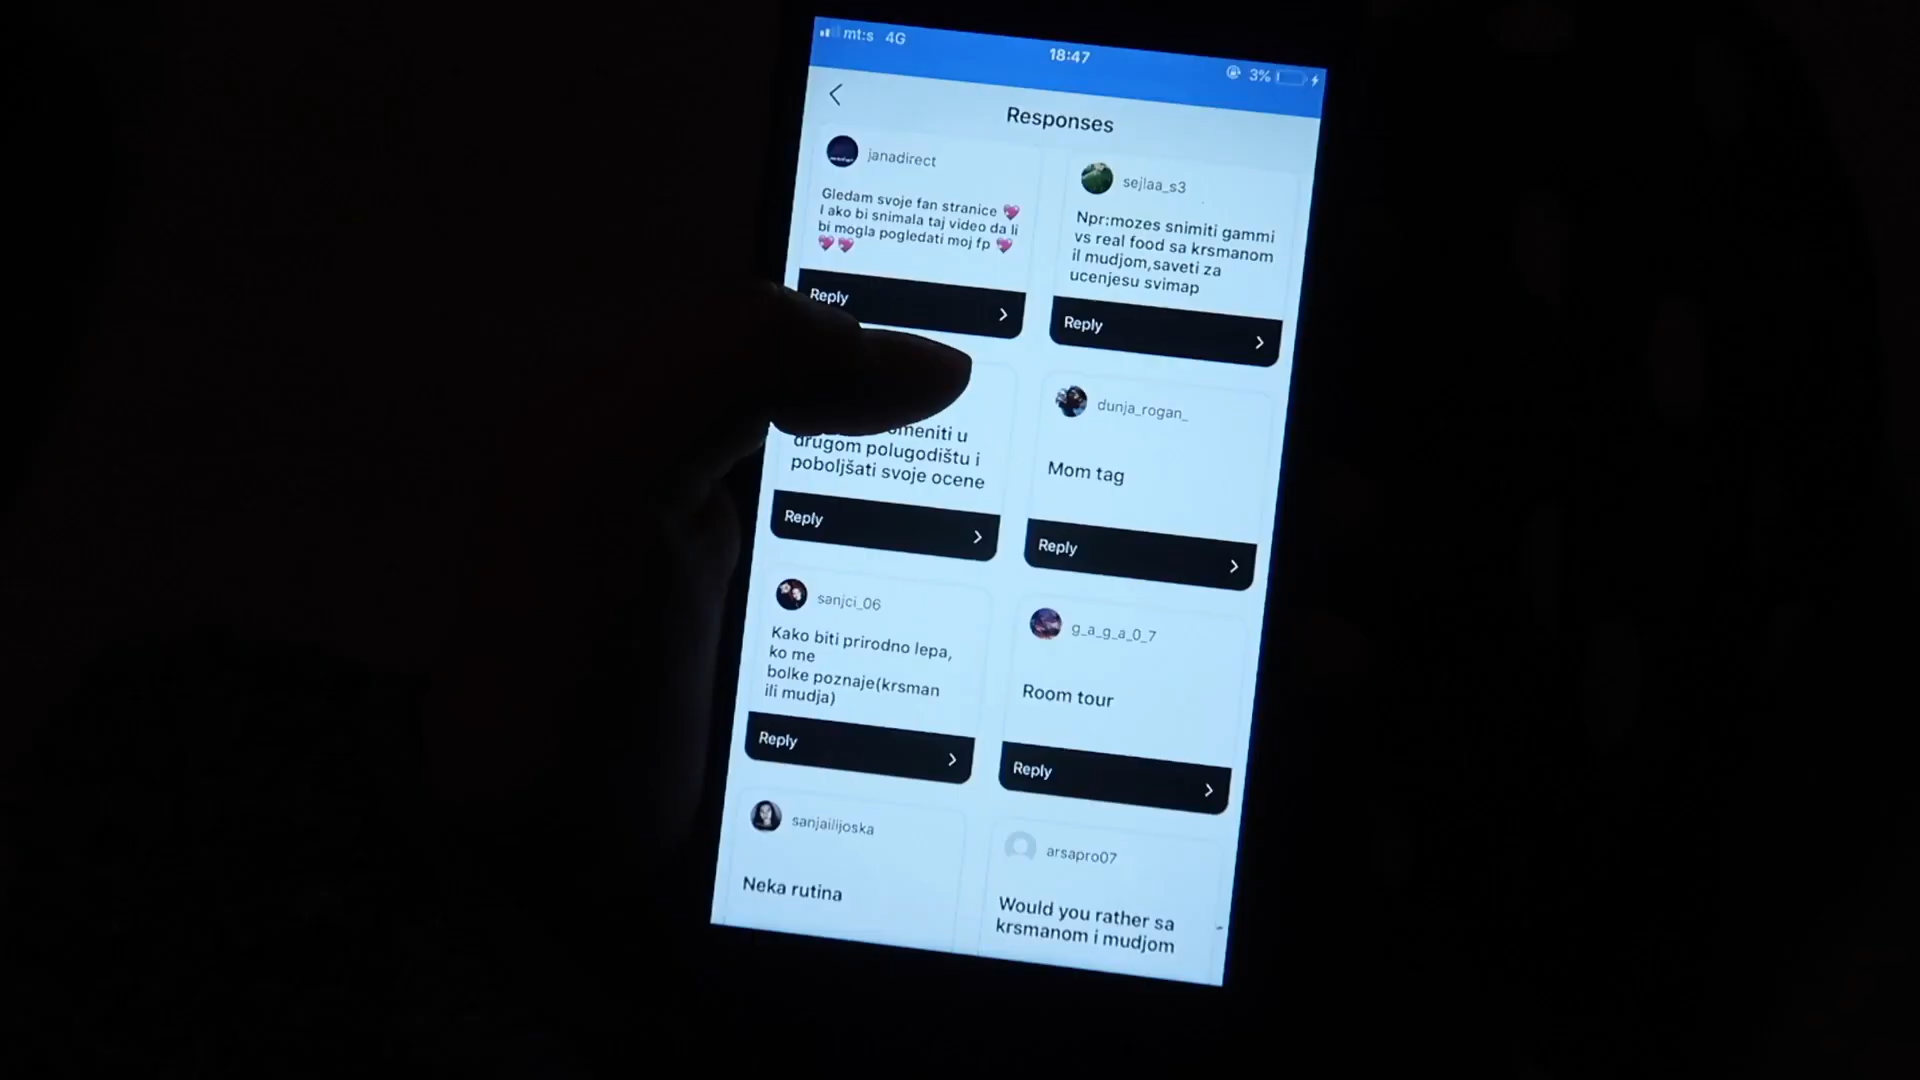 mt:s 4G
18:47
3%
Responses
janadirect
Gledam svoje fan stranice 💖
I ako bi snimala taj video da li
bi mogla pogledati moj fp 💖
💖💖
Reply
sejlaa_s3
Npr:mozes snimiti gammi
vs real food sa krsmanom
il mudjom,saveti za
ucenjesu svimap
Reply
u
drugom polugodištu i
poboljšati svoje ocene
Reply
dunja_rogan_
Mom tag
Reply
sanjci_06
Kako biti prirodno lepa,
ko me
bolke poznaje(krsman
ili mudja)
Reply
g_a_g_a_0_7
Room tour
Reply
sanjailijoska
Neka rutina
arsapro07
Would you rather sa
krsmanom i mudjom